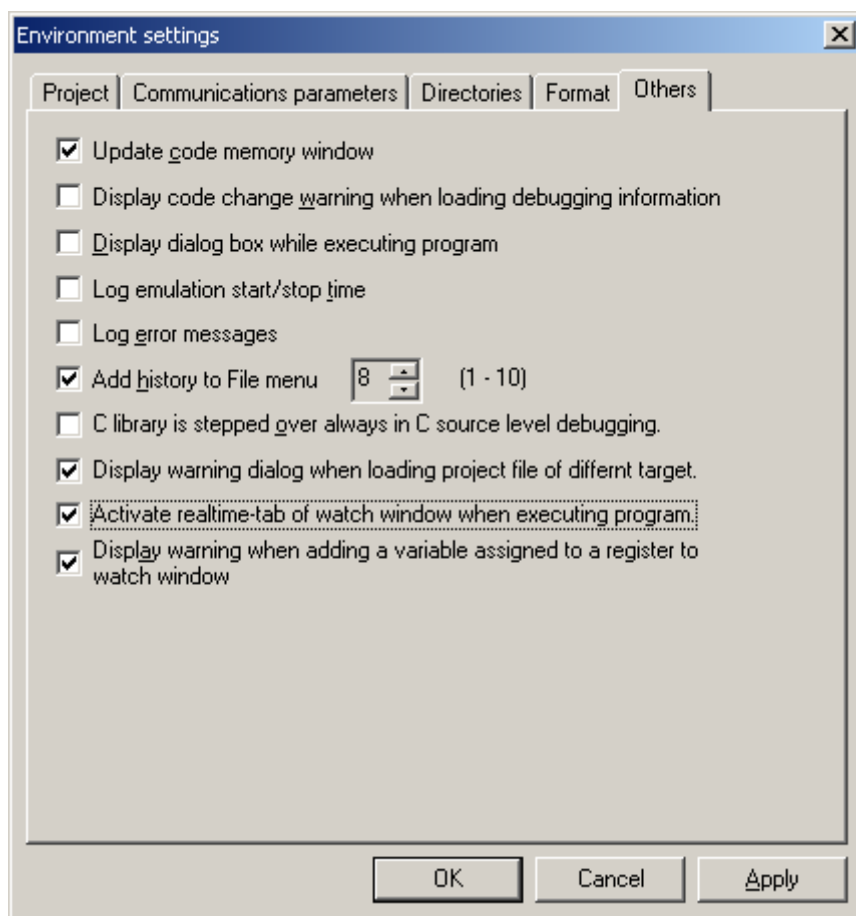 Environment settings
Project Communications parameters Directories Format Others
Update code memory window
Display code change warning when loading debugging information
Display dialog box while executing program
Log emulation start/stop time
Log error messages
Add history to File menu 8 (1 - 10)
C library is stepped over always in C source level debugging.
Display warning dialog when loading project file of differnt target.
Activate realtime-tab of watch window when executing program.
Display warning when adding a variable assigned to a register to
watch window
OK Cancel Apply